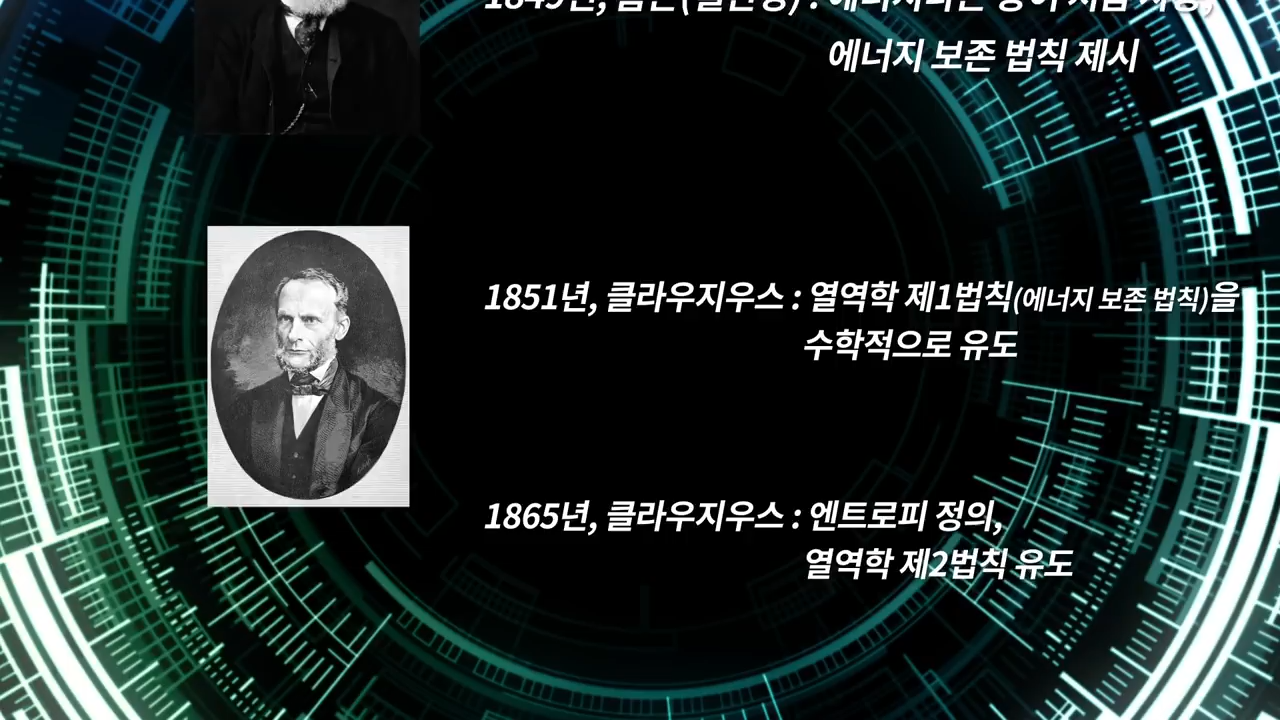 에너지 보존 법칙 제시
1851년, 클라우지우스 : 열역학 제1법칙(에너지 보존 법칙)을
수학적으로 유도
1865년, 클라우지우스 : 엔트로피 정의,
열역학 제2법칙 유도